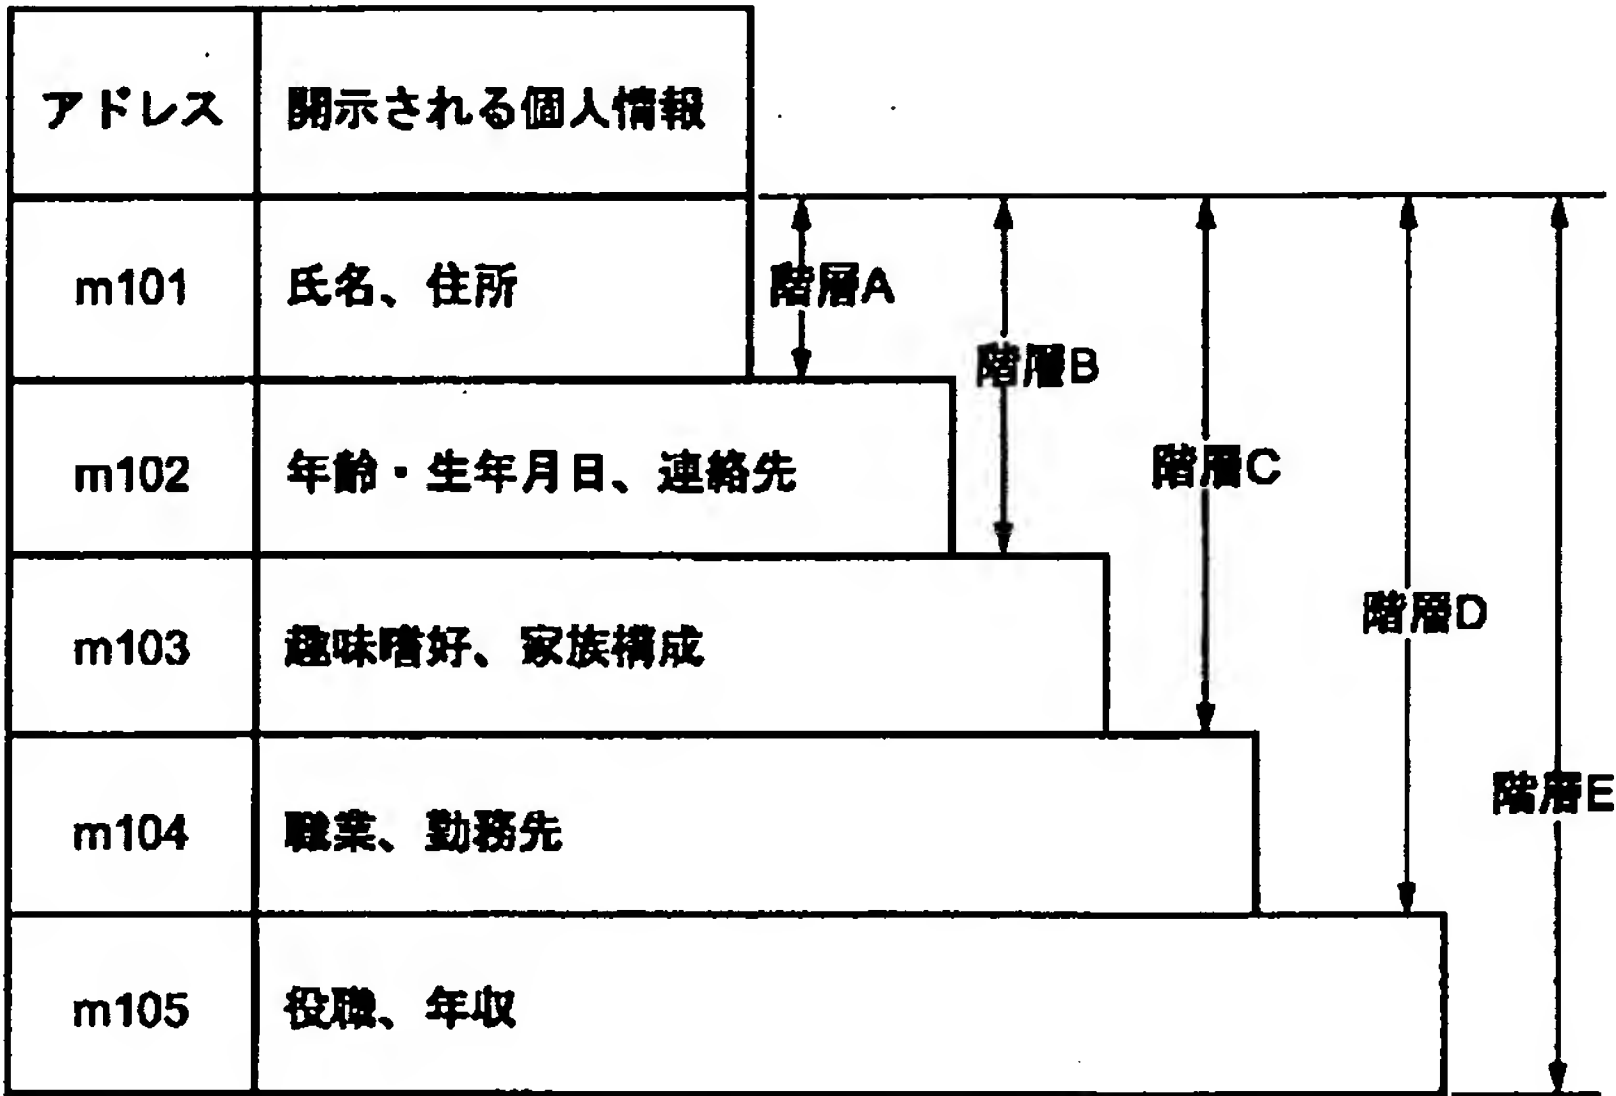 アドレス 開示される個人情報
m101 氏名、住所 階層A
階層B
m102 年齢・生年月日、連絡先 階層C
階層D
m103 趣味嗜好、家族構成
階層E
m104 職業、勤務先
m105 役職、年収